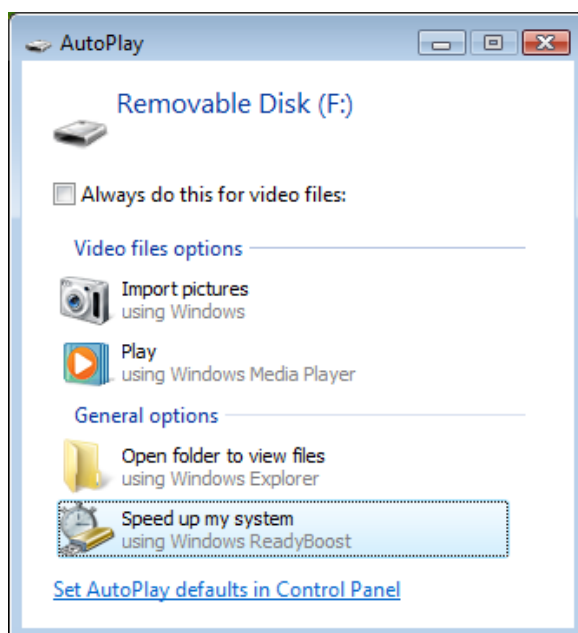 AutoPlay
Removable Disk (F:)
Always do this for video files:
Video files options
Import pictures
using Windows
Play
using Windows Media Player
General options
Open folder to view files
using Windows Explorer
Speed up my system
using Windows ReadyBoost
Set AutoPlay defaults in Control Panel